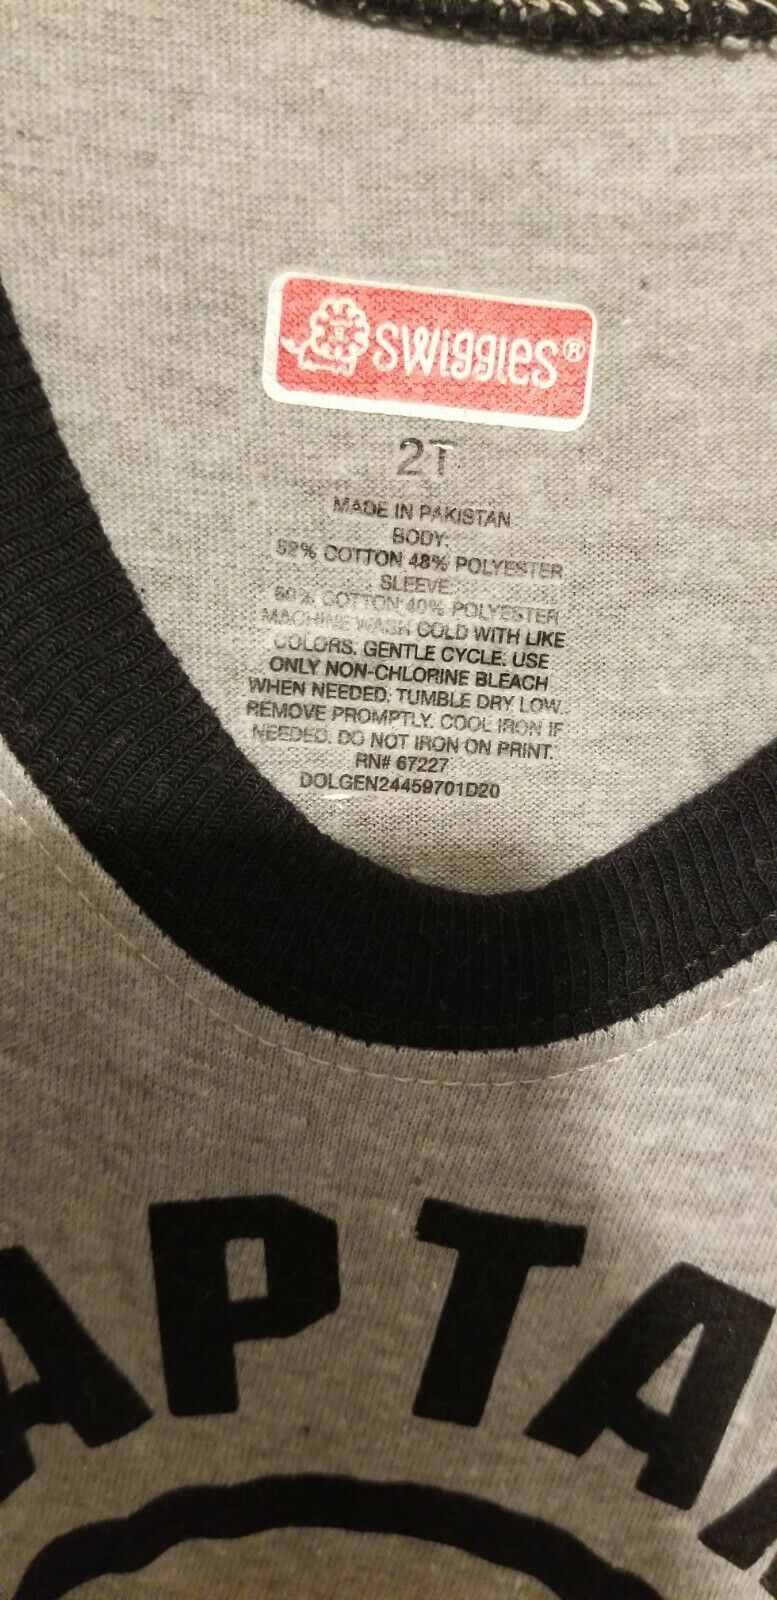 SWiggles®
2T
MADE IN PAKISTAN
BODY:
52% COTTON 48% POLYESTER
SLEEVE:
60% COTTON 40% POLYESTER
MACHINE WASH COLD WITH LIKE
COLORS. GENTLE CYCLE. USE
ONLY NON-CHLORINE BLEACH
WHEN NEEDED. TUMBLE DRY LOW.
REMOVE PROMPTLY. COOL IRON IF
NEEDED. DO NOT IRON ON PRINT.
RN# 67227
DOLGEN24459701D20
APTA